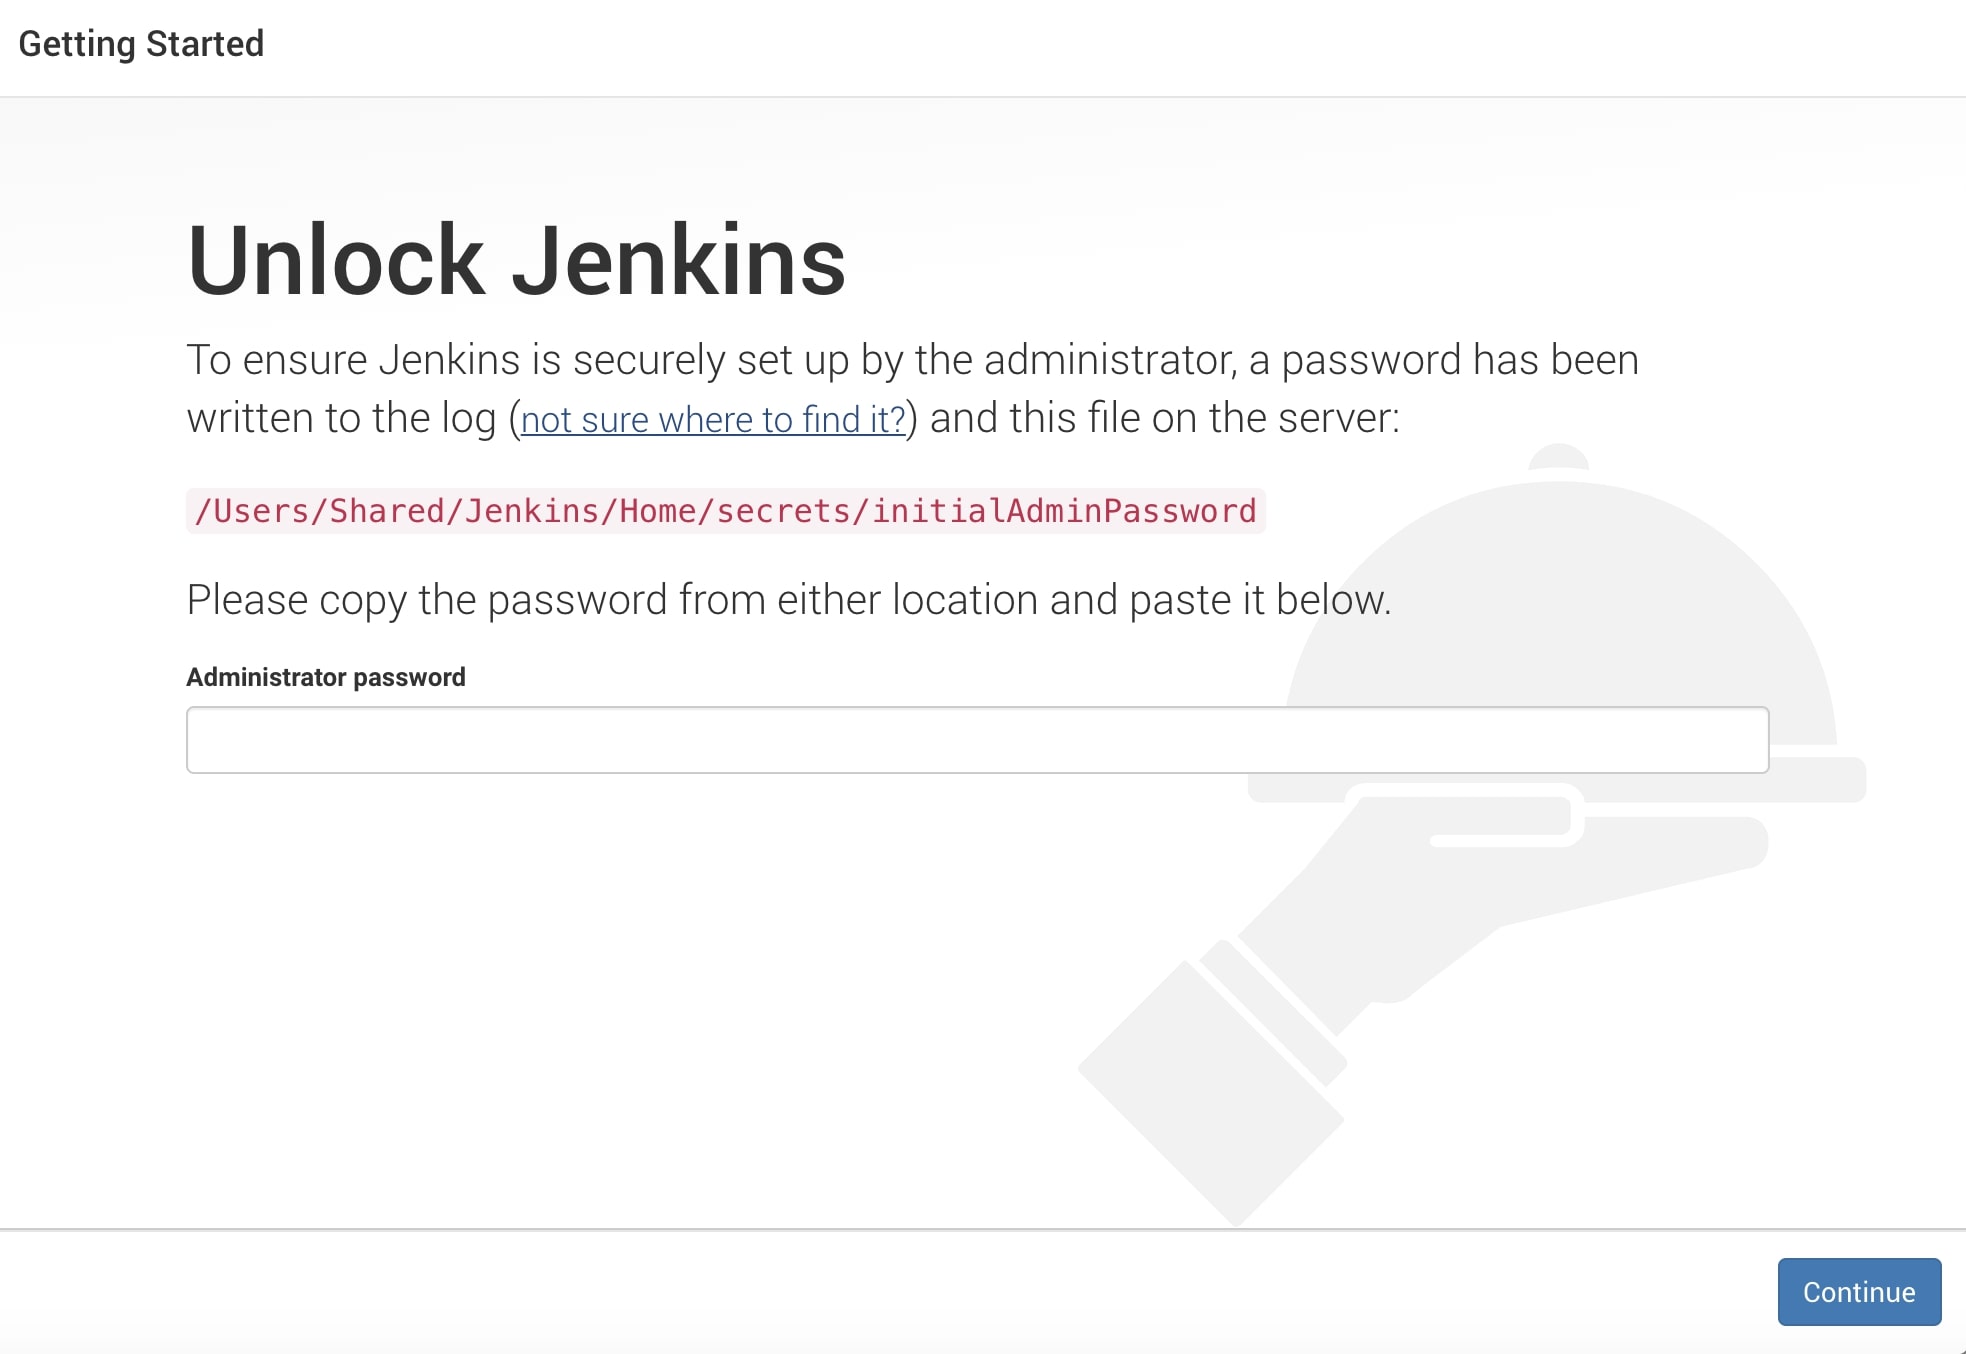 Getting Started
Unlock Jenkins
To ensure Jenkins is securely set up by the administrator, a password has been
written to the log (not sure where to find it?) and this file on the server:
/Users/Shared/Jenkins/Home/secrets/initialAdminPassword
Please copy the password from either location and paste it below.
Administrator password
Continue